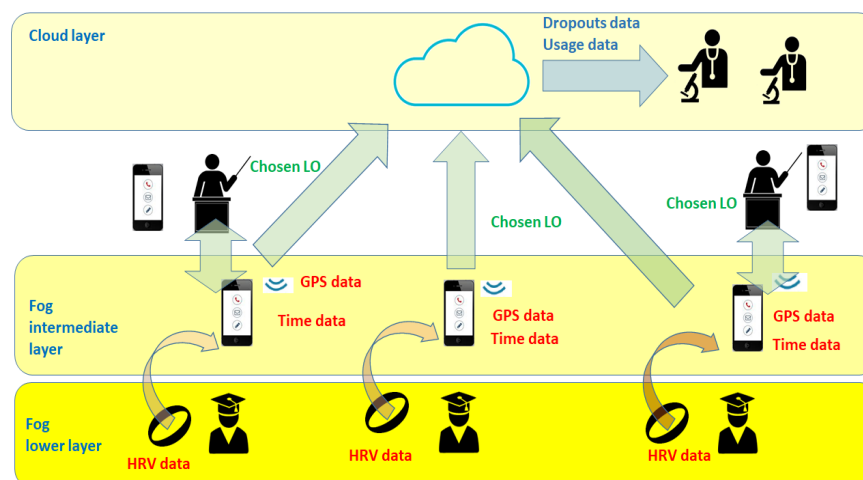 Cloud layer
Dropouts data
Usage data
Chosen LO
Chosen LO
Chosen LO
Fog
intermediate
layer
GPS data
Time data
GPS data
Time data
GPS data
Time data
Fog
lower layer
HRV data
HRV data
HRV data